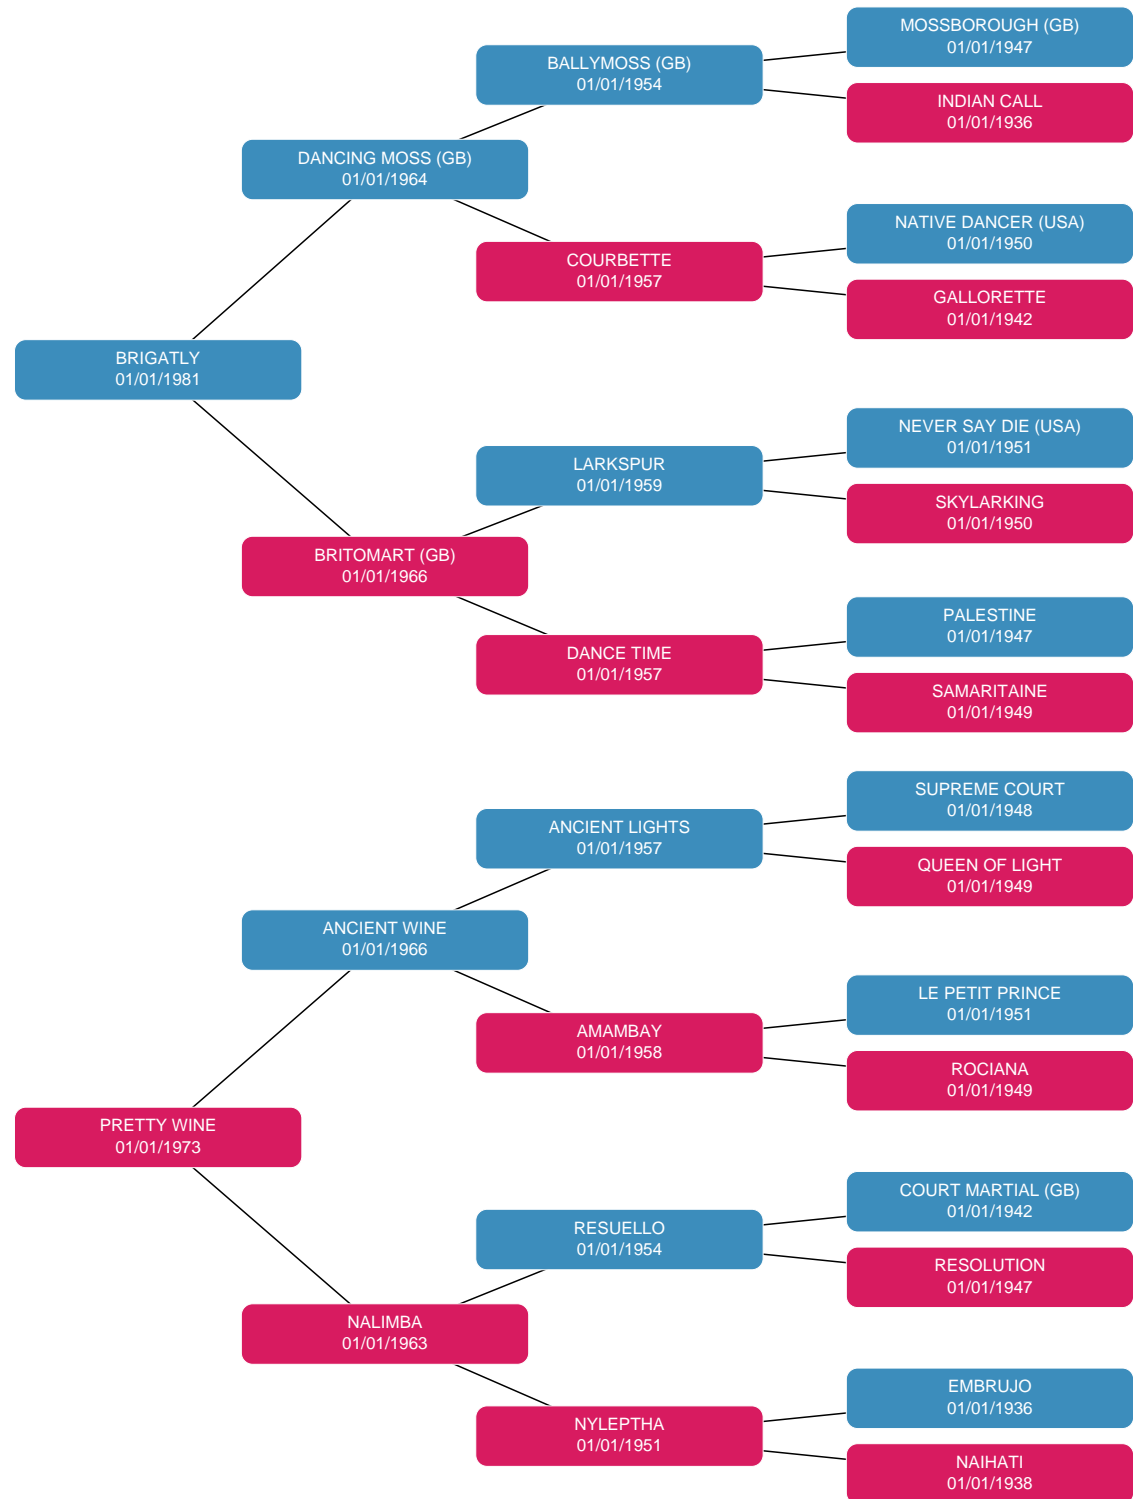 MOSSBOROUGH (GB)
01/01/1947
BALLYMOSS (GB)
01/01/1954
INDIAN CALL
01/01/1936
DANCING MOSS (GB)
01/01/1964
NATIVE DANCER (USA)
01/01/1950
COURBETTE
01/01/1957
GALLORETTE
01/01/1942
BRIGATLY
01/01/1981
NEVER SAY DIE (USA)
01/01/1951
LARKSPUR
01/01/1959
SKYLARKING
01/01/1950
BRITOMART (GB)
01/01/1966
PALESTINE
01/01/1947
DANCE TIME
01/01/1957
SAMARITAINE
01/01/1949
SUPREME COURT
01/01/1948
ANCIENT LIGHTS
01/01/1957
QUEEN OF LIGHT
01/01/1949
ANCIENT WINE
01/01/1966
LE PETIT PRINCE
01/01/1951
AMAMBAY
01/01/1958
ROCIANA
01/01/1949
PRETTY WINE
01/01/1973
COURT MARTIAL (GB)
01/01/1942
RESUELLO
01/01/1954
RESOLUTION
01/01/1947
NALIMBA
01/01/1963
EMBRUJO
01/01/1936
NYLEPTHA
01/01/1951
NAIHATI
01/01/1938